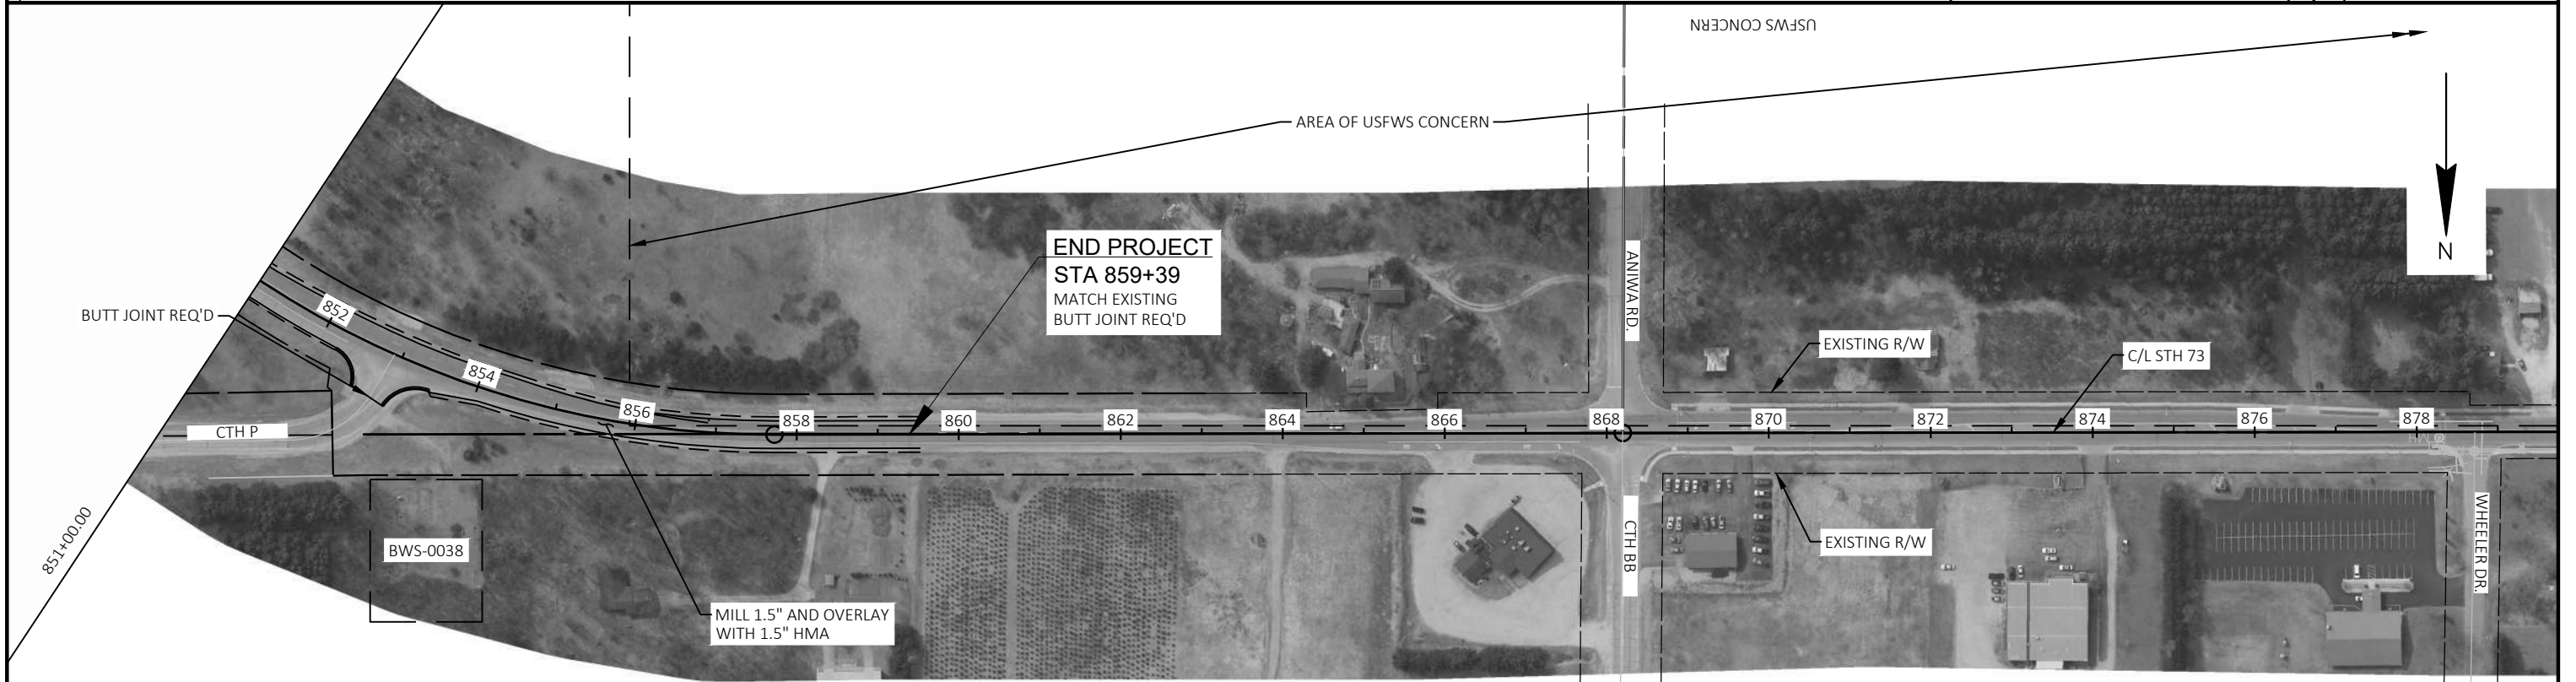 USFWS CONCERN
AREA OF USFWS CONCERN
N
END PROJECT
STA 859+39
MATCH EXISTING
BUTT JOINT REQ'D
ANIWA RD.
BUTT JOINT REQ'D
852
854
856
858
860
862
864
866
868
870
872
874
876
878
EXISTING R/W
C/L STH 73
CTH P
MH
851+00.00
BWS-0038
MILL 1.5" AND OVERLAY
WITH 1.5" HMA
CTH BB
EXISTING R/W
WHEELER DR.